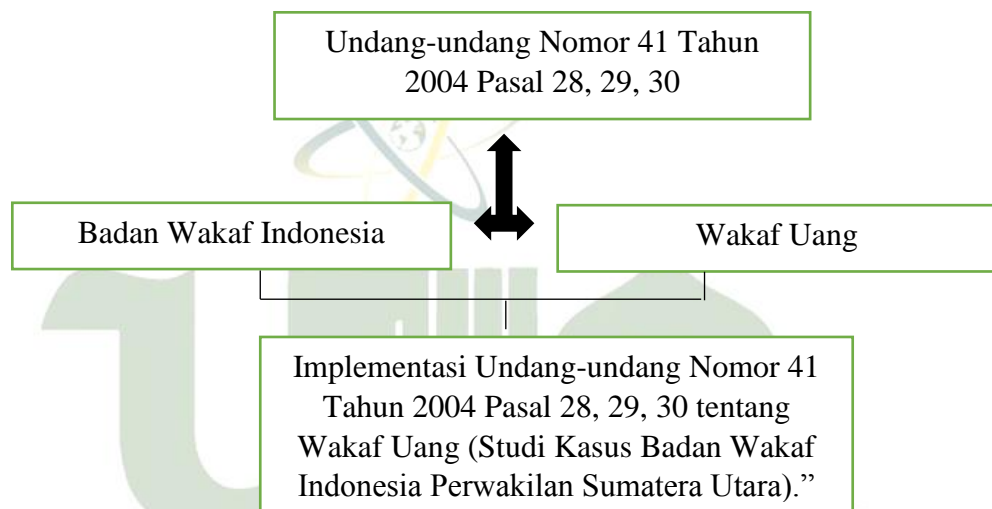 Undang-undang Nomor 41 Tahun
2004 Pasal 28, 29, 30
Badan Wakaf Indonesia
Wakaf Uang
Implementasi Undang-undang Nomor 41
Tahun 2004 Pasal 28, 29, 30 tentang
Wakaf Uang (Studi Kasus Badan Wakaf
Indonesia Perwakilan Sumatera Utara).”